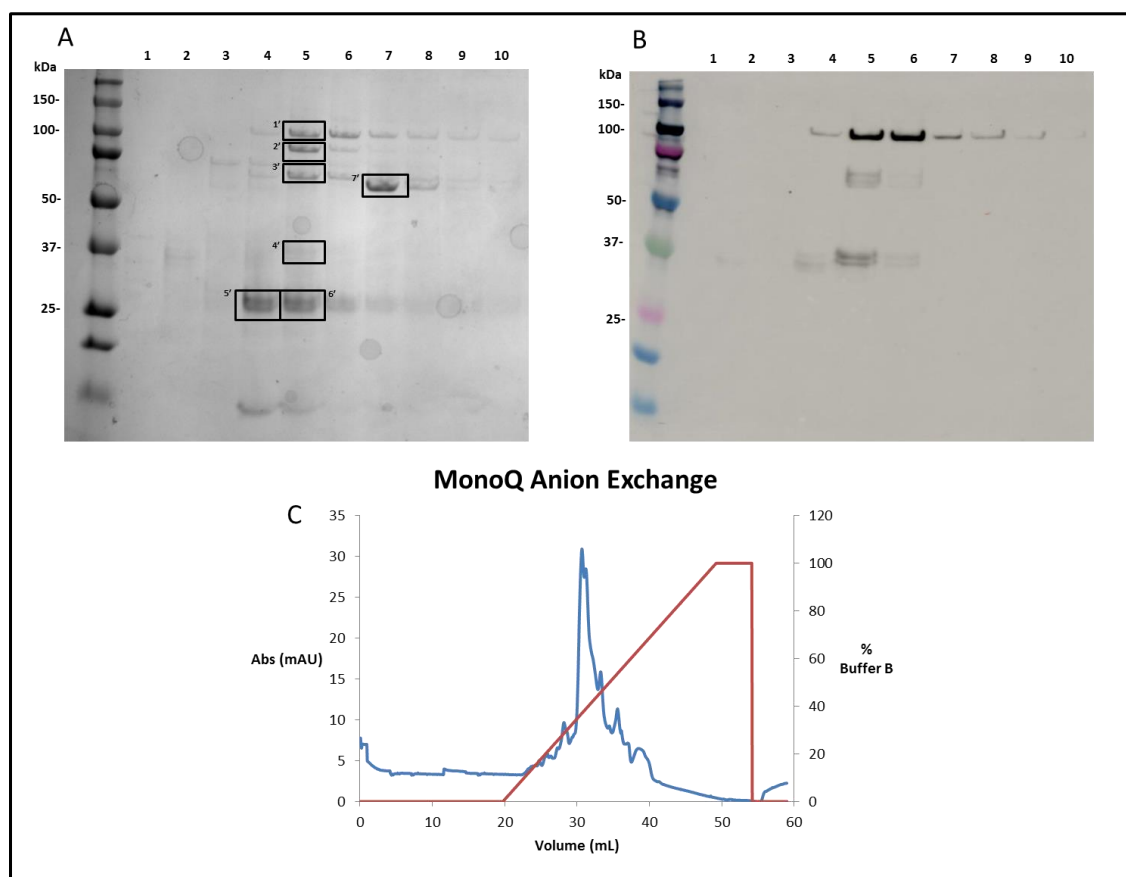 A
1 2 3 4 5 6 7 8 9 10
kDa
150-
100-
50-
37-
25-
1'
2'
3'
7'
4'
5'
6'
B
1 2 3 4 5 6 7 8 9 10
kDa
150-
100-
50-
37-
25-
MonoQ Anion Exchange
C
35
30
25
20
15
10
5
0
Abs (mAU)
120
100
80
60
40
20
0
%
Buffer B
0 10 20 30 40 50 60
Volume (mL)